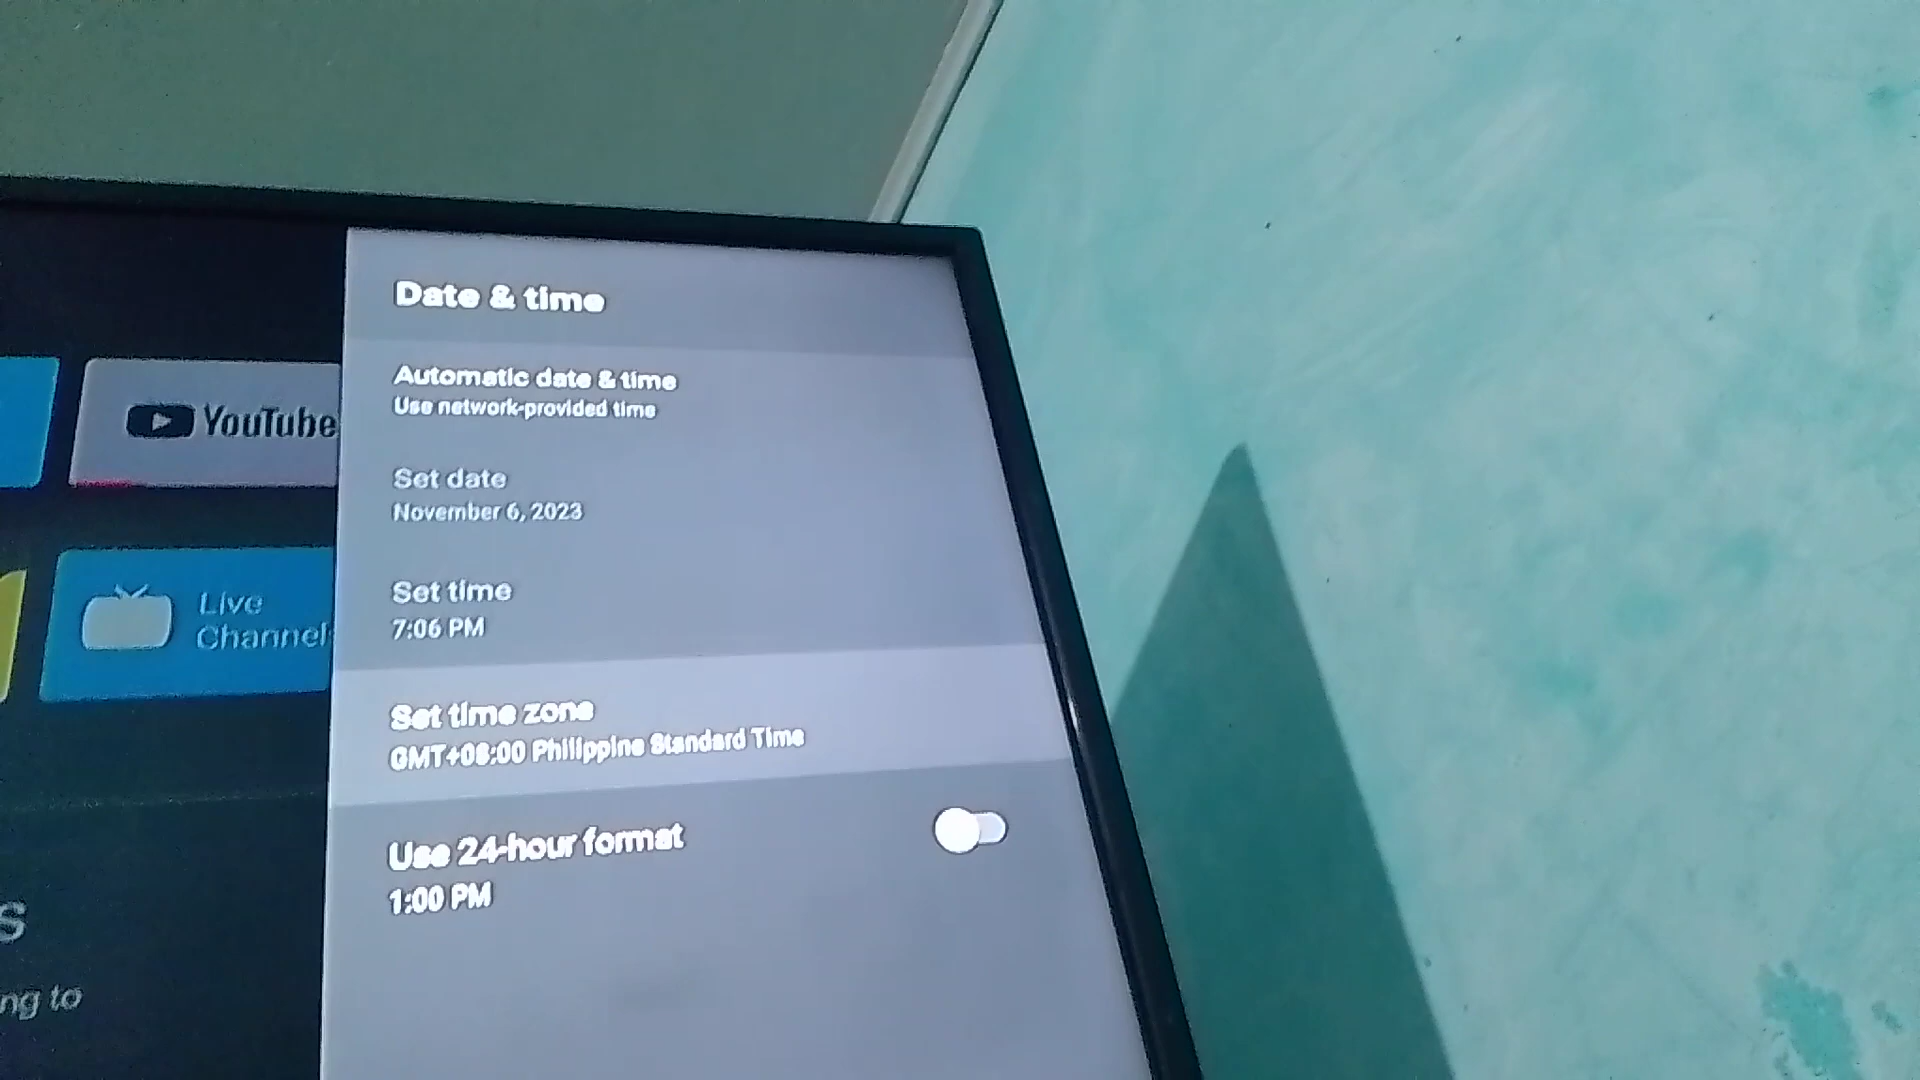 Date & time
Automatic date & time
Use network-provided time
Set date
November 6, 2023
Set time
7:06 PM
Set time zone
GMT+08:00 Philippine Standard Time
Use 24-hour format
1:00 PM
YouTube
Live
Channel
s
ng to